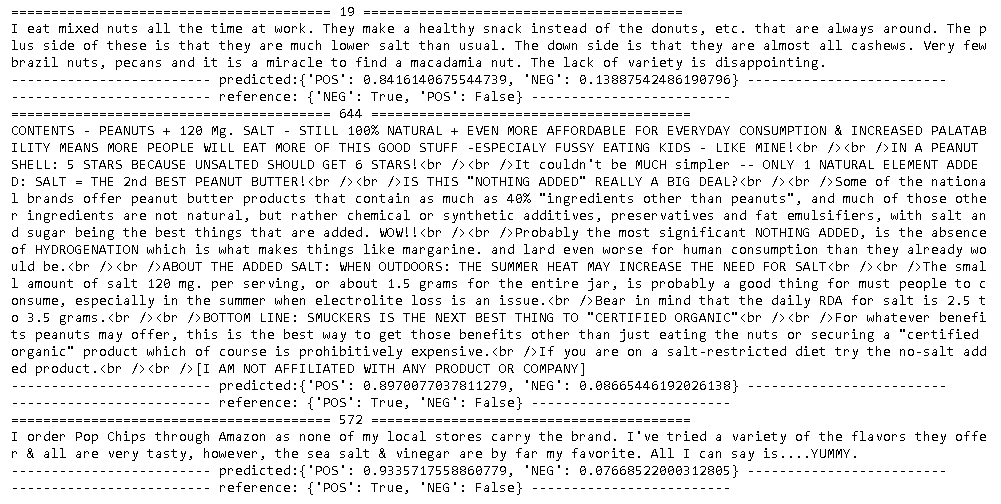 ======================================== 19 ========================================
I eat mixed nuts all the time at work. They make a healthy snack instead of the donuts, etc. that are always around. The p
lus side of these is that they are much lower salt than usual. The down side is that they are almost all cashews. Very few
brazil nuts, pecans and it is a miracle to find a macadamia nut. The lack of variety is disappointing.
------------------------- predicted:{'POS': 0.8416140675544739, 'NEG': 0.13887542486190796} -------------------------
------------------------- reference: {'NEG': True, 'POS': False} -------------------------
======================================== 644 ========================================
CONTENTS - PEANUTS + 120 Mg. SALT - STILL 100% NATURAL + EVEN MORE AFFORDABLE FOR EVERYDAY CONSUMPTION & INCREASED PALATAB
ILITY MEANS MORE PEOPLE WILL EAT MORE OF THIS GOOD STUFF -ESPECIALY FUSSY EATING KIDS - LIKE MINE!<br /><br />IN A PEANUT
SHELL: 5 STARS BECAUSE UNSALTED SHOULD GET 6 STARS!<br /><br />It couldn't be MUCH simpler -- ONLY 1 NATURAL ELEMENT ADDE
D: SALT = THE 2nd BEST PEANUT BUTTER!<br /><br />IS THIS "NOTHING ADDED" REALLY A BIG DEAL?<br /><br />Some of the nationa
l brands offer peanut butter products that contain as much as 40% "ingredients other than peanuts", and much of those othe
r ingredients are not natural, but rather chemical or synthetic additives, preservatives and fat emulsifiers, with salt an
d sugar being the best things that are added. WOW!!<br /><br />Probably the most significant NOTHING ADDED, is the absence
of HYDROGENATION which is what makes things like margarine. and lard even worse for human consumption than they already wo
uld be.<br /><br />ABOUT THE ADDED SALT: WHEN OUTDOORS: THE SUMMER HEAT MAY INCREASE THE NEED FOR SALT<br /><br />The smal
l amount of salt 120 mg. per serving, or about 1.5 grams for the entire jar, is probably a good thing for must people to c
onsume, especially in the summer when electrolite loss is an issue.<br />Bear in mind that the daily RDA for salt is 2.5 t
o 3.5 grams.<br /><br />BOTTOM LINE: SMUCKERS IS THE NEXT BEST THING TO "CERTIFIED ORGANIC"<br /><br />For whatever benefi
ts peanuts may offer, this is the best way to get those benefits other than just eating the nuts or securing a "certified
organic" product which of course is prohibitively expensive.<br />If you are on a salt-restricted diet try the no-salt add
ed product.<br /><br />[I AM NOT AFFILIATED WITH ANY PRODUCT OR COMPANY]
------------------------- predicted:{'POS': 0.8970077037811279, 'NEG': 0.08665446192026138} -------------------------
------------------------- reference: {'POS': True, 'NEG': False} -------------------------
======================================== 572 ========================================
I order Pop Chips through Amazon as none of my local stores carry the brand. I've tried a variety of the flavors they offe
r & all are very tasty, however, the sea salt & vinegar are by far my favorite. All I can say is....YUMMY.
------------------------- predicted:{'POS': 0.9335717558860779, 'NEG': 0.07668522000312805} -------------------------
------------------------- reference: {'POS': True, 'NEG': False} -------------------------